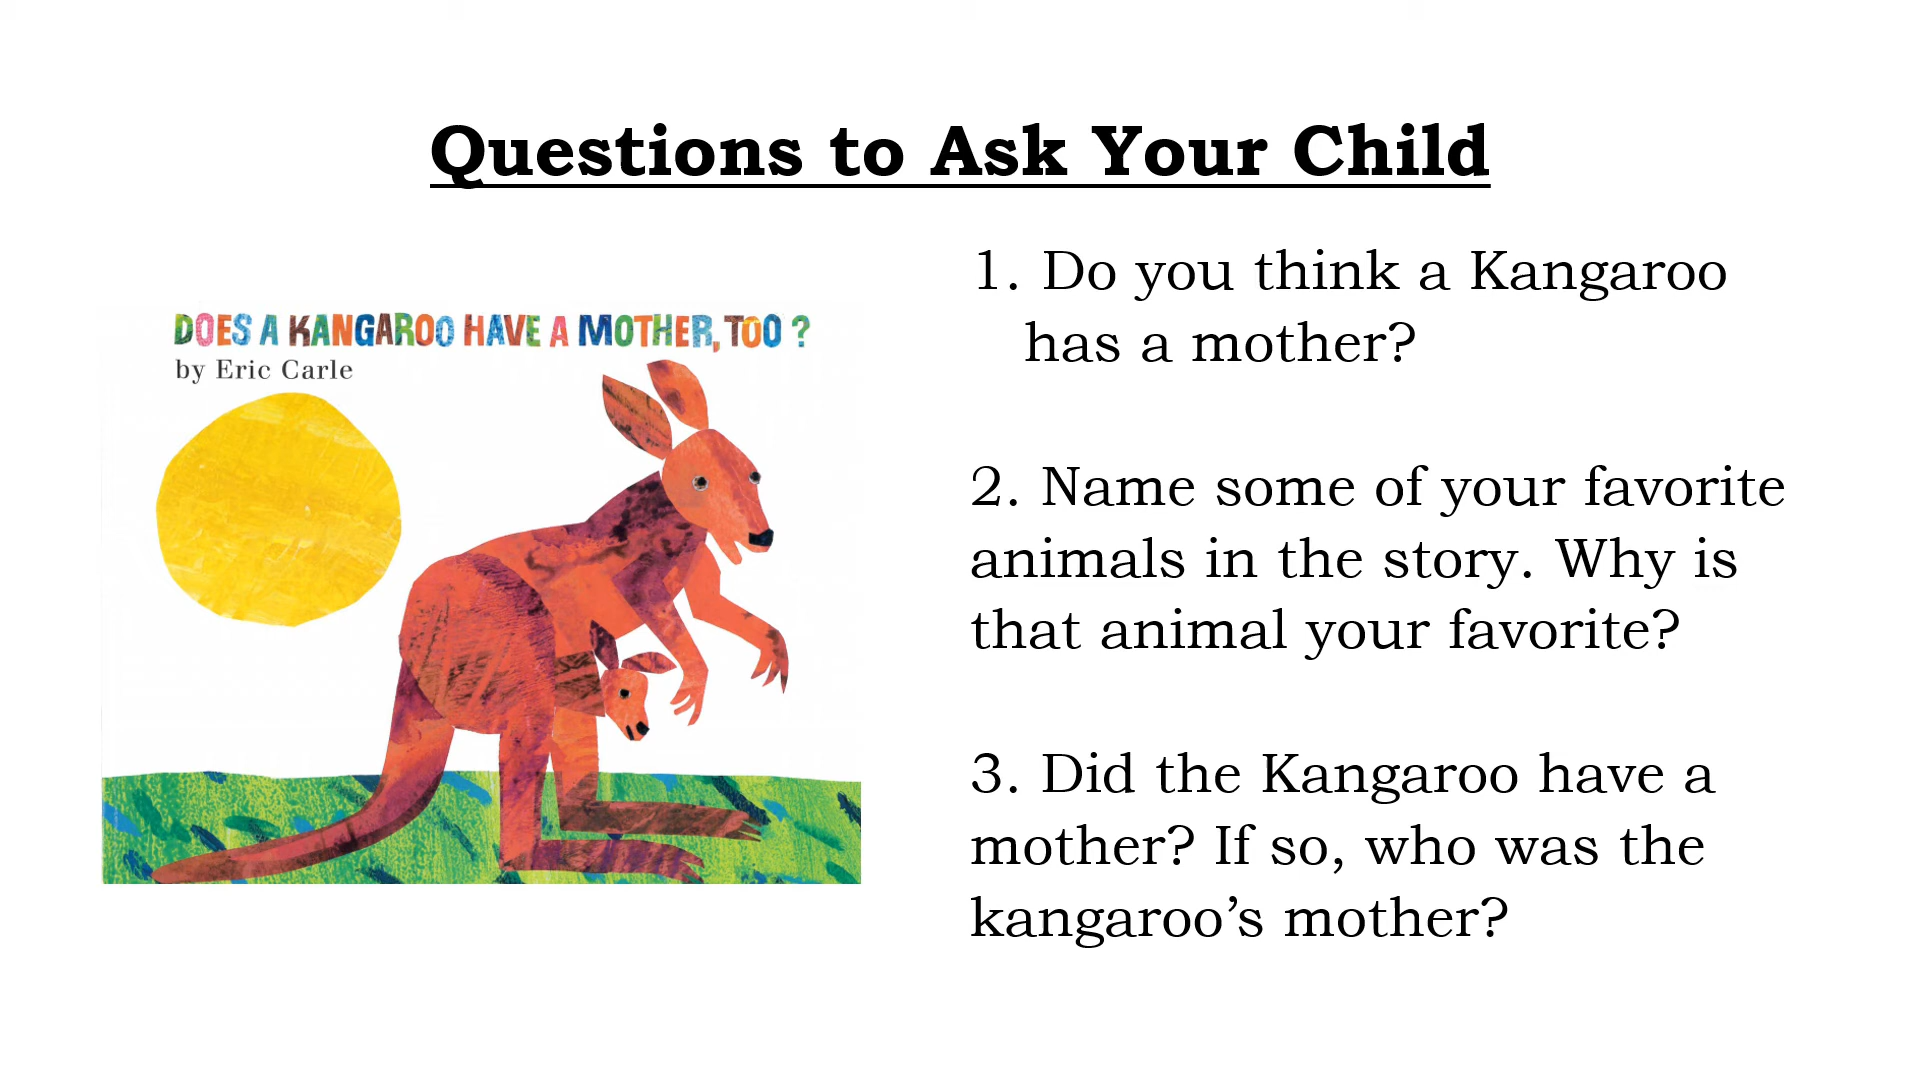 Questions to Ask Your Child
DOES A KANGAROO HAVE A MOTHER, TOO?
by Eric Carle
1. Do you think a Kangaroo
has a mother?
2. Name some of your favorite
animals in the story. Why is
that animal your favorite?
3. Did the Kangaroo have a
mother? If so, who was the
kangaroo’s mother?